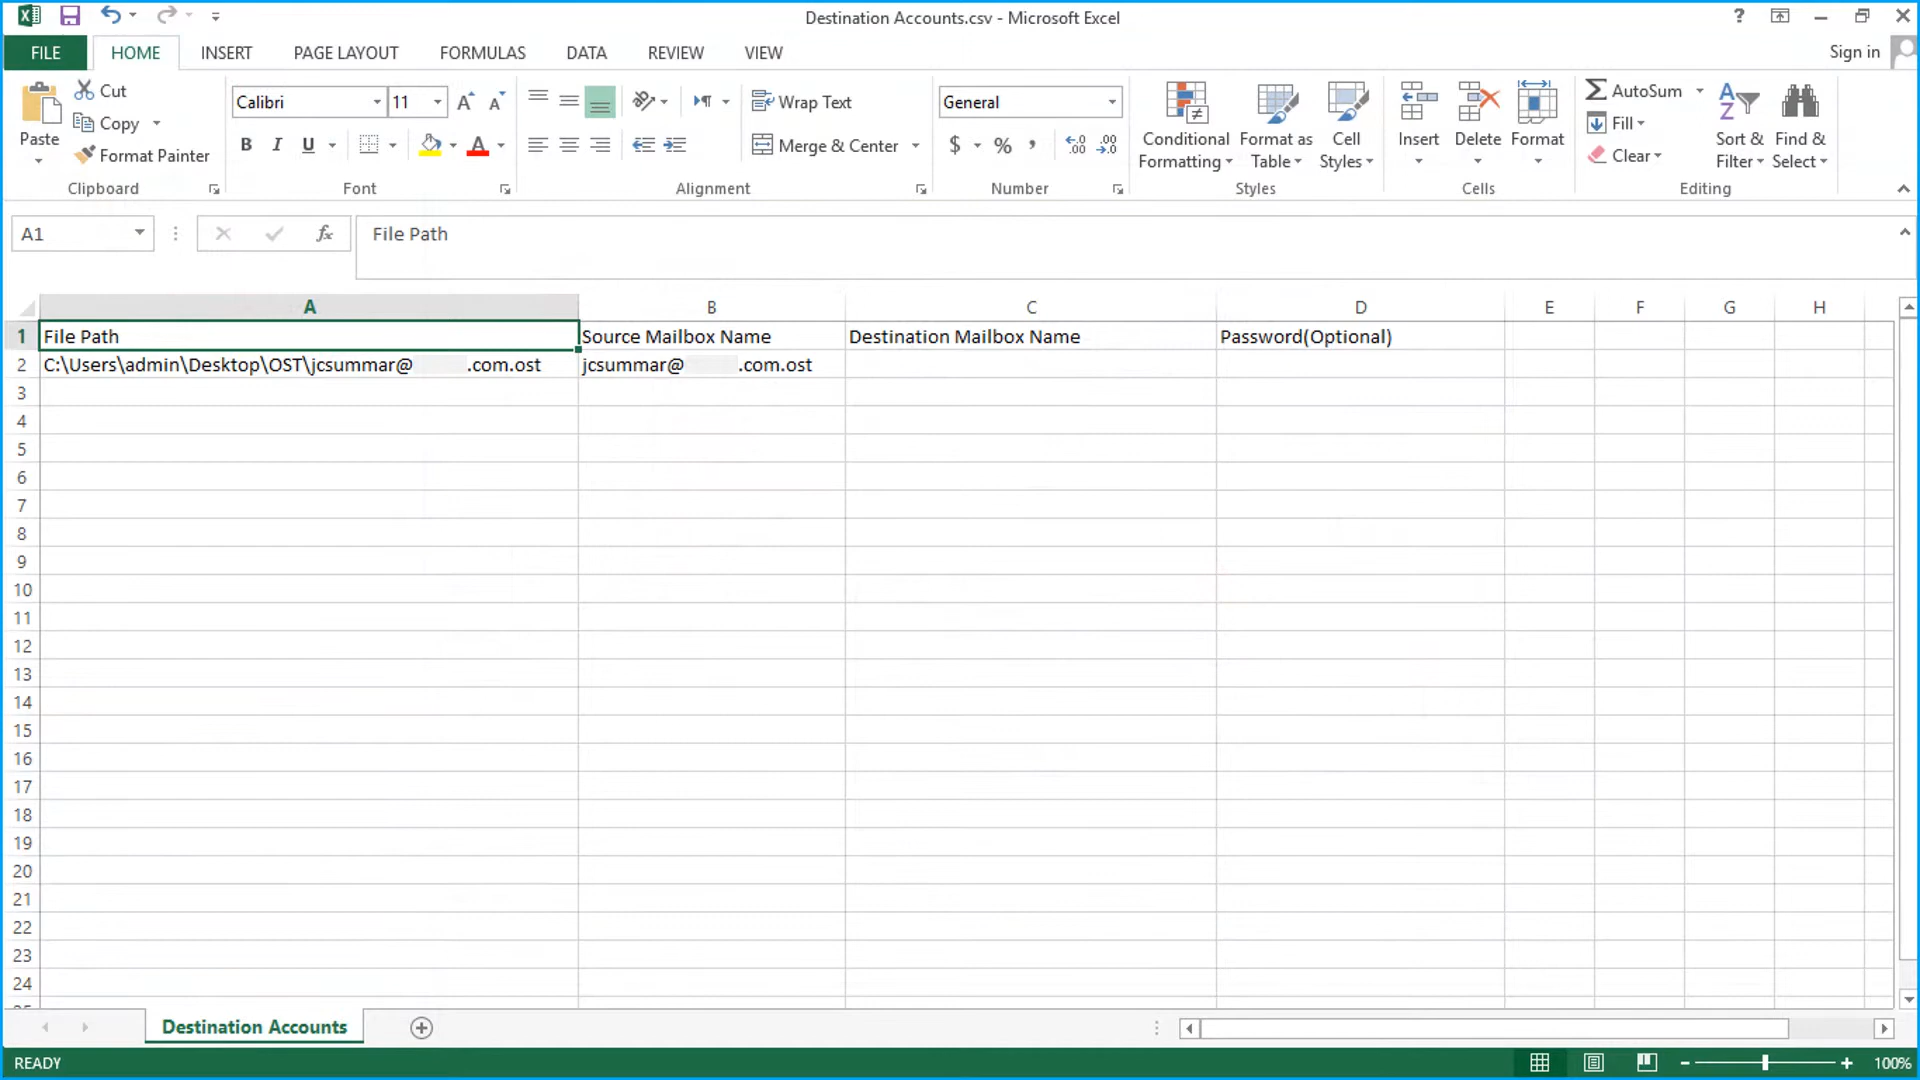 Destination Accounts.csv - Microsoft Excel
?
FILE HOME INSERT PAGE LAYOUT FORMULAS DATA REVIEW VIEW Sign in
Paste
Cut
Copy
Format Painter
Clipboard
Calibri 11
B I U
Font
Wrap Text
Merge & Center
Alignment
General
$ % ,
Number
Conditional Formatting
Format as Table
Cell Styles
Styles
Insert
Delete
Format
Cells
AutoSum
Fill
Clear
Sort & Filter
Find & Select
Editing
A1 fx File Path
A B C D E F G H
1 File Path Source Mailbox Name Destination Mailbox Name Password(Optional)
2 C:\Users\admin\Desktop\OST\jcsummar@ .com.ost jcsummar@ .com.ost
3
4
5
6
7
8
9
10
11
12
13
14
15
16
17
18
19
20
21
22
23
24
Destination Accounts
READY 100%